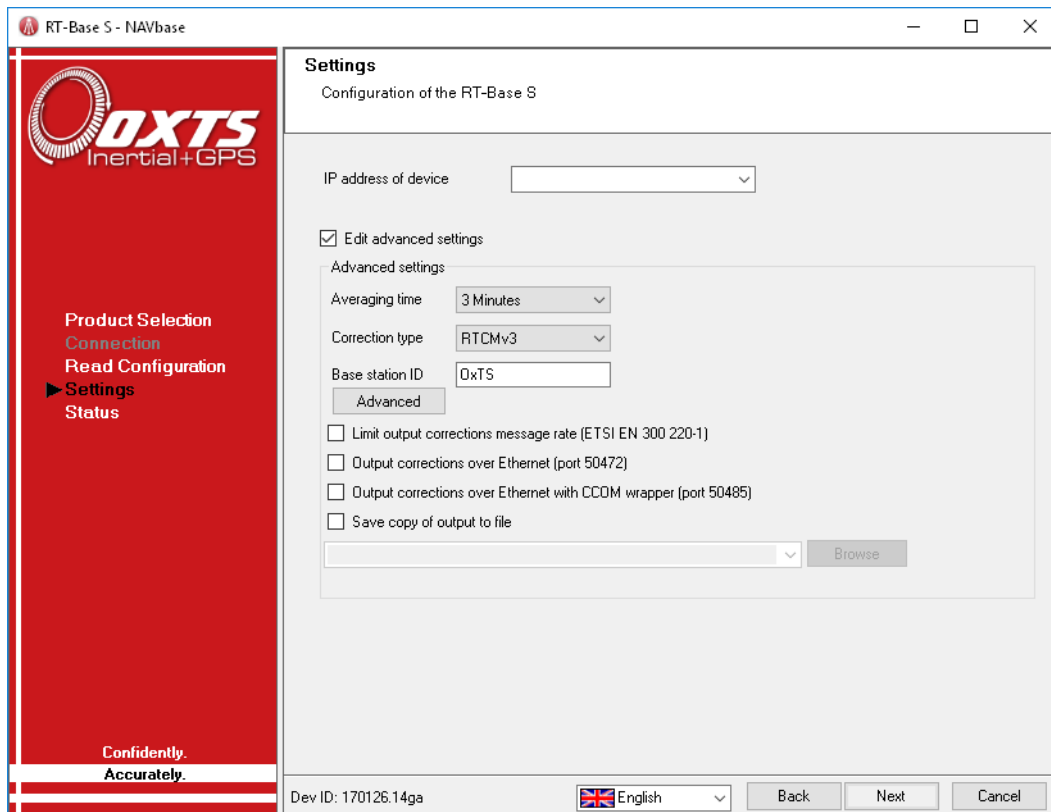 RT-Base S - NAVbase
OXTS
Inertial+GPS
Product Selection
Connection
Read Configuration
Settings
Status
Confidently.
Accurately.
Settings
Configuration of the RT-Base S
IP address of device
Edit advanced settings
Advanced settings
Averaging time 3 Minutes
Correction type RTCMv3
Base station ID OxTS
Advanced
Limit output corrections message rate (ETSI EN 300 220-1)
Output corrections over Ethernet (port 50472)
Output corrections over Ethernet with CCOM wrapper (port 50485)
Save copy of output to file
Browse
Dev ID: 170126.14ga English Back Next Cancel